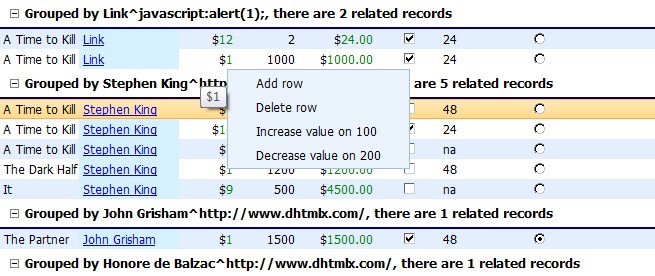 Grouped by Link^javascript:alert(1);, there are 2 related records
A Time to Kill Link $12 2 $24.00 24
A Time to Kill Link $1 1000 $1000.00 24
Grouped by Stephen King^http are 5 related records
A Time to Kill Stephen King 48
A Time to Kill Stephen King 24
A Time to Kill Stephen King na
The Dark Half Stephen King $1 1200 $1200.00 48
It Stephen King $9 500 $4500.00 na
$1
Add row
Delete row
Increase value on 100
Decrease value on 200
Grouped by John Grisham^http://www.dhtmlx.com/, there are 1 related records
The Partner John Grisham $1 1500 $1500.00 48
Grouped by Honore de Balzac^http://www.dhtmlx.com/, there are 1 related records